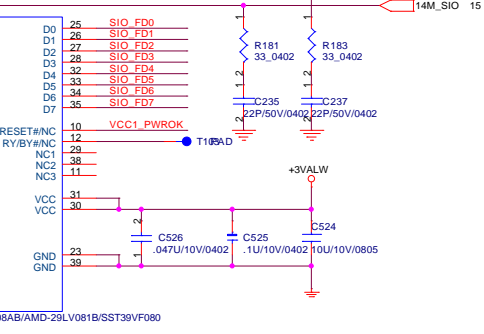 14M_SIO 15
D0 25 SIO_FD0
D1 26 SIO_FD1
D2 27 SIO_FD2
D3 28 SIO_FD3
D4 32 SIO_FD4
D5 33 SIO_FD5
D6 34 SIO_FD6
D7 35 SIO_FD7
1 1
R181 R183
33_0402 33_0402
2 2
1 1
C235 C237
22P/50V/0402 22P/50V/0402
2 2
RESET#/NC 10 VCC1_PWROK
RY/BY#/NC 12
NC1 29
NC2 38
NC3 11
+3VALW
VCC 31
VCC 30
2
C526 C525 C524
.047U/10V/0402 .1U/10V/0402 10U/10V/0805
1
GND 23
GND 39
08AB/AMD-29LV081B/SST39VF080